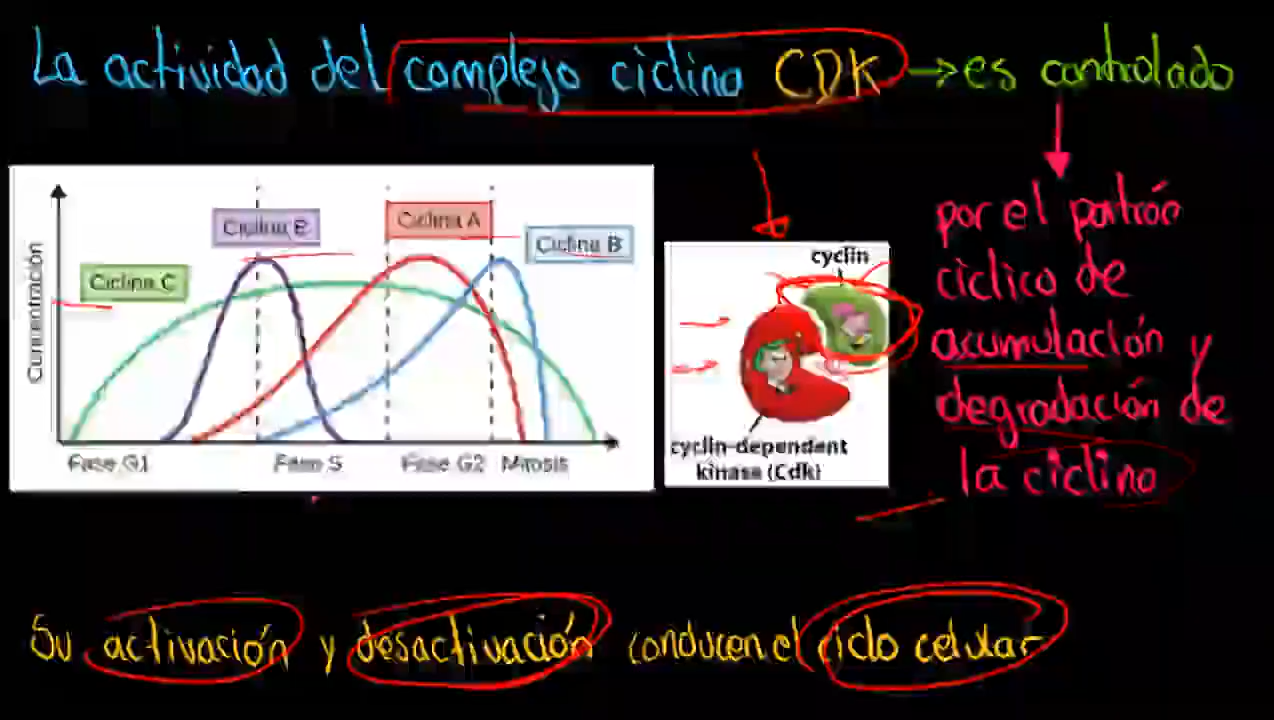 La actividad del complejo ciclina CDK → es controlado
por el patrón
cíclico de
acumulación y
degradación de
la ciclina
Concentración
Ciclina C
Ciclina E
Ciclina A
Ciclina B
Fase G1
Fase S
Fase G2
Mitosis
cyclin
cyclin-dependent
kinase (Cdk)
Su activación y desactivación conducen el ciclo celular